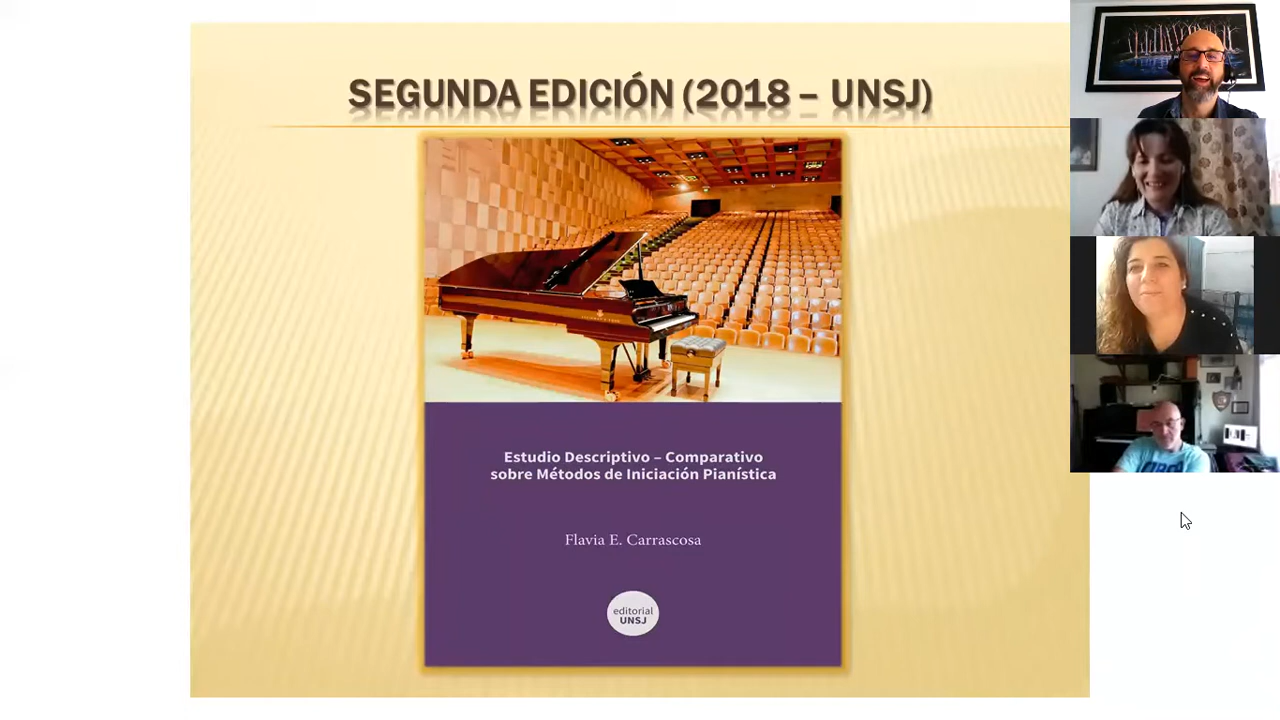 SEGUNDA EDICIÓN (2018 – UNSJ)
Estudio Descriptivo – Comparativo
sobre Métodos de Iniciación Pianística
Flavia E. Carrascosa
editorial
UNSJ